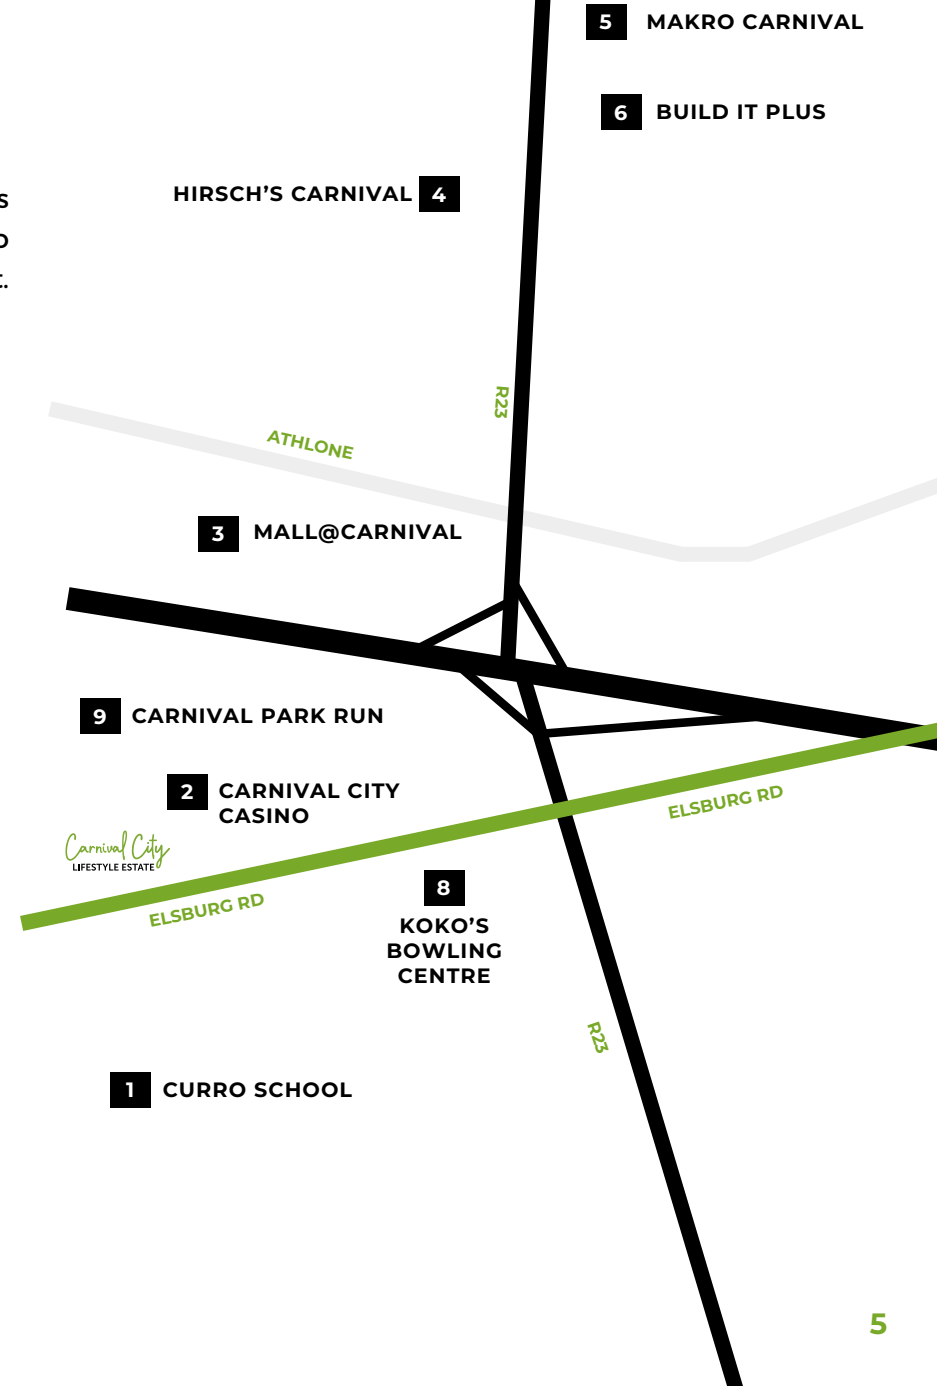 5 MAKRO CARNIVAL
6 BUILD IT PLUS
HIRSCH'S CARNIVAL 4
S
t.
R23
ATHLONE
3 MALL@CARNIVAL
9 CARNIVAL PARK RUN
2 CARNIVAL CITY
CASINO
ELSBURG RD
Carnival City
LIFESTYLE ESTATE
ELSBURG RD
8
KOKO'S
BOWLING
CENTRE
R23
1 CURRO SCHOOL
5